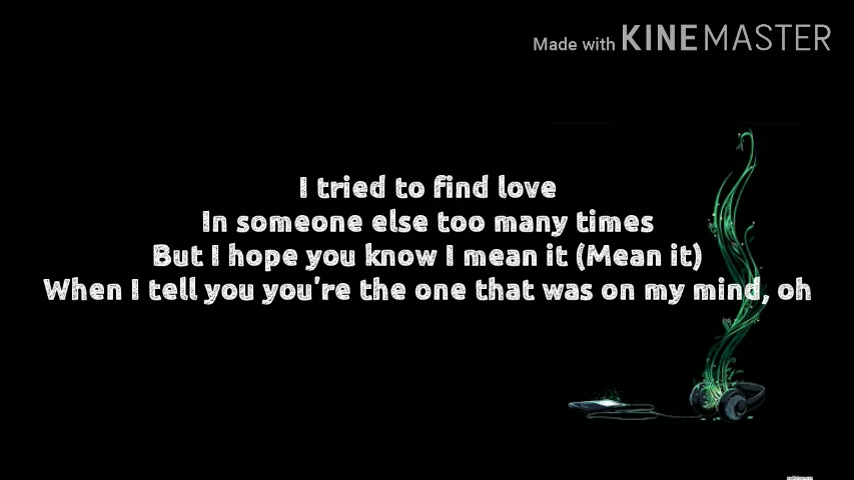 Made with KINEMASTER
I tried to find love
In someone else too many times
But I hope you know I mean it (Mean it)
When I tell you you're the one that was on my mind, oh